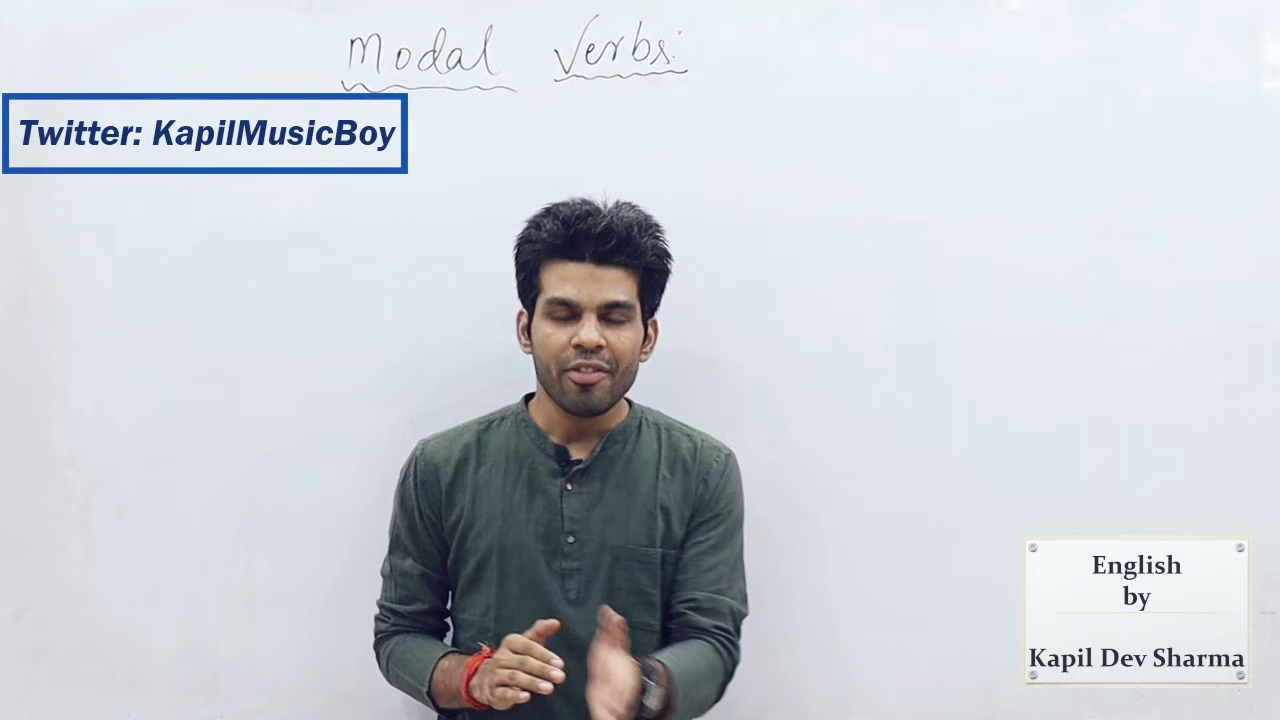 Modal Verbs:
Twitter: KapilMusicBoy
English
by
Kapil Dev Sharma